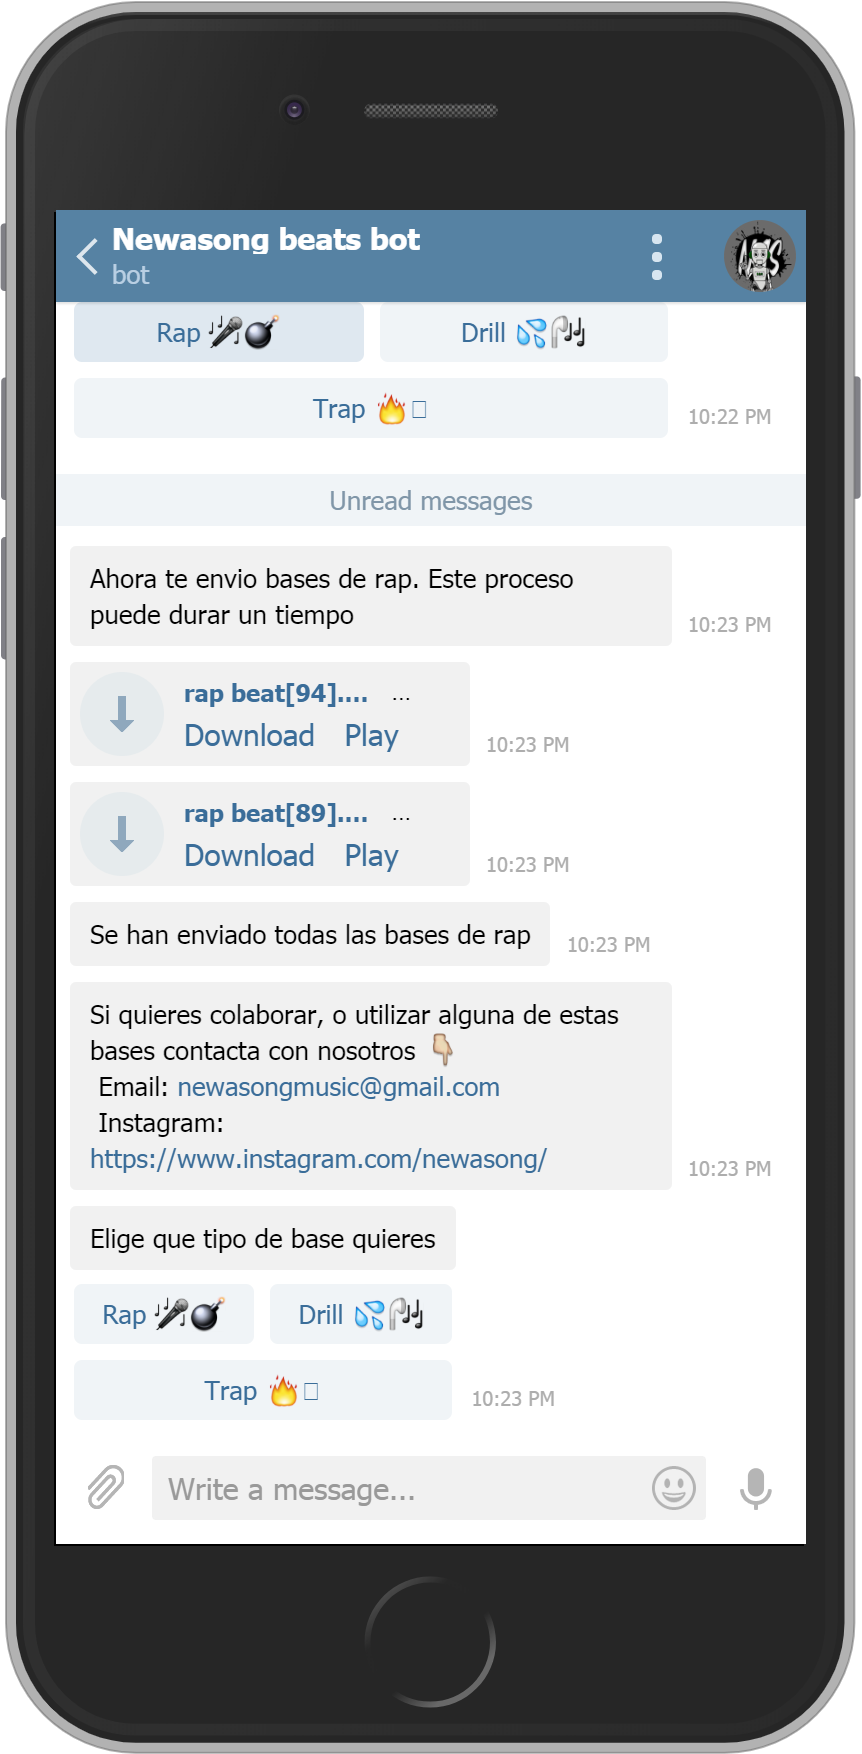 Newasong beats bot
bot
Rap 🎤💣
Drill 💦🎶
Trap 🔥
10:22 PM
Unread messages
Ahora te envio bases de rap. Este proceso
puede durar un tiempo
10:23 PM
rap beat[94].... ...
Download Play
10:23 PM
rap beat[89].... ...
Download Play
10:23 PM
Se han enviado todas las bases de rap
10:23 PM
Si quieres colaborar, o utilizar alguna de estas
bases contacta con nosotros 👇🏼
Email: newasongmusic@gmail.com
Instagram:
https://www.instagram.com/newasong/
10:23 PM
Elige que tipo de base quieres
Rap 🎤💣
Drill 💦🎶
Trap 🔥
10:23 PM
Write a message...